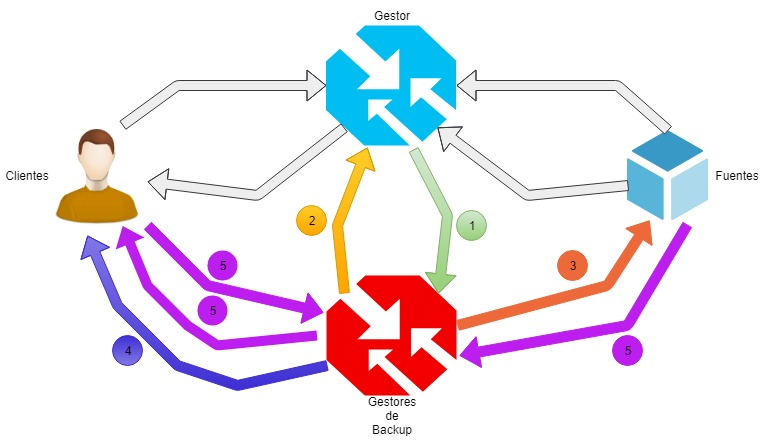 Gestor
Clientes
Fuentes
2
1
5
3
5
4
5
Gestores
de
Backup